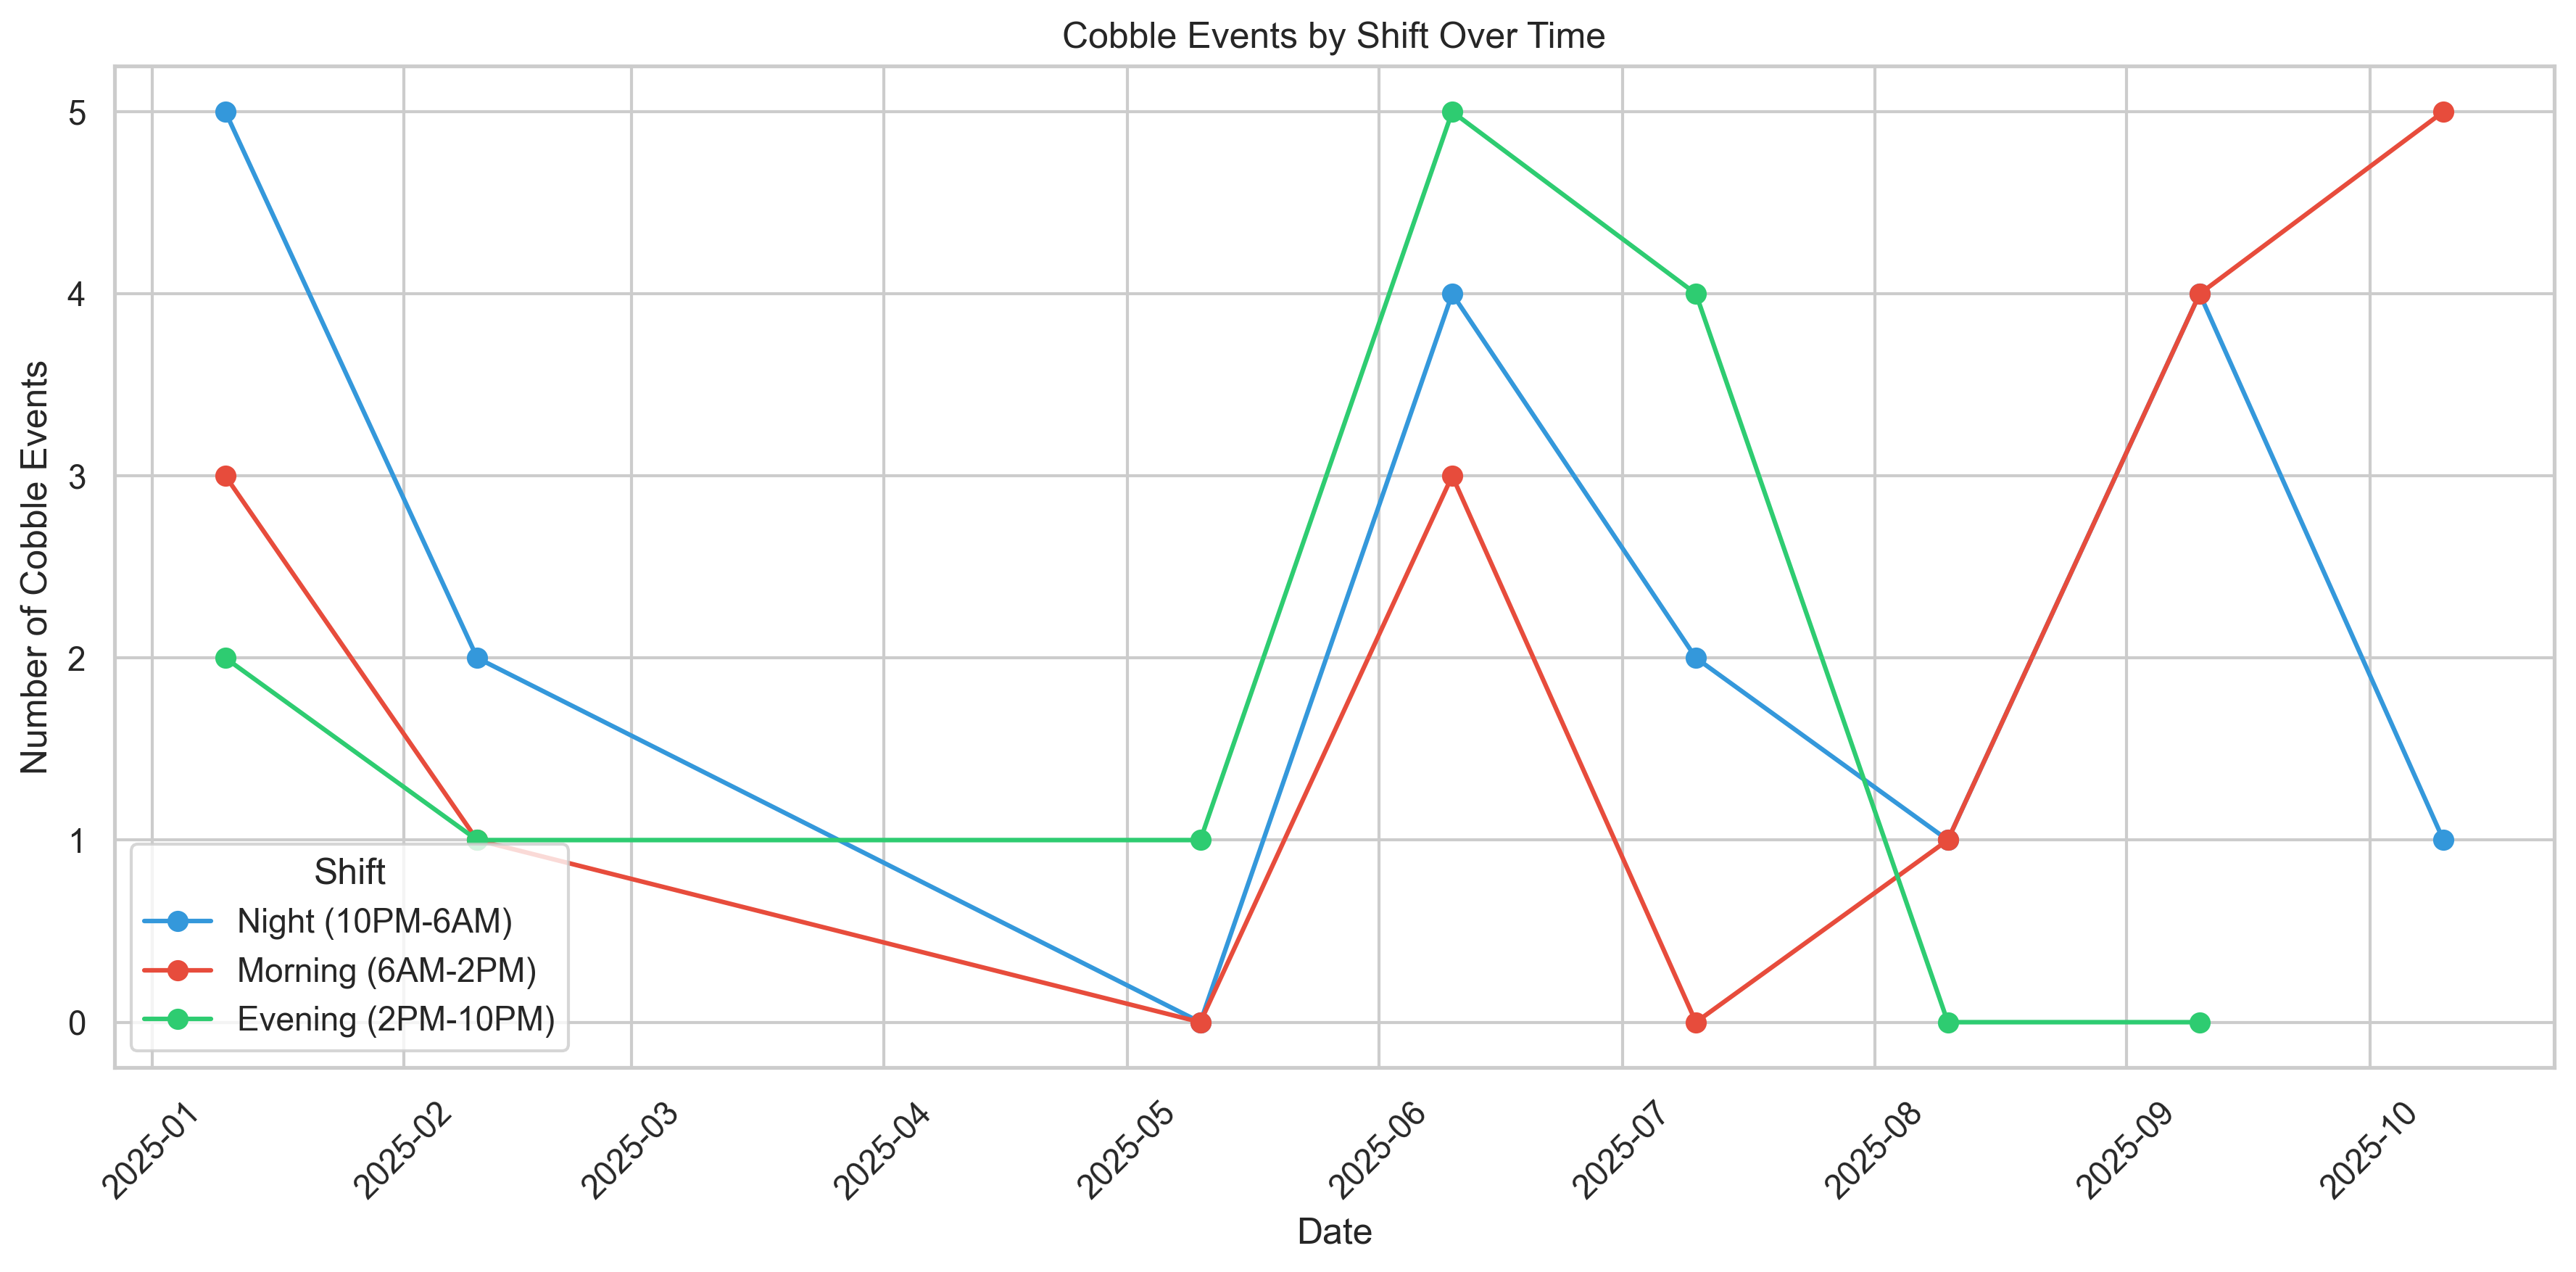 Cobble Events by Shift Over Time
Number of Cobble Events
5
4
3
2
1
0
Shift
Night (10PM-6AM)
Morning (6AM-2PM)
Evening (2PM-10PM)
2025-01
2025-02
2025-03
2025-04
2025-05
2025-06
2025-07
2025-08
2025-09
2025-10
Date